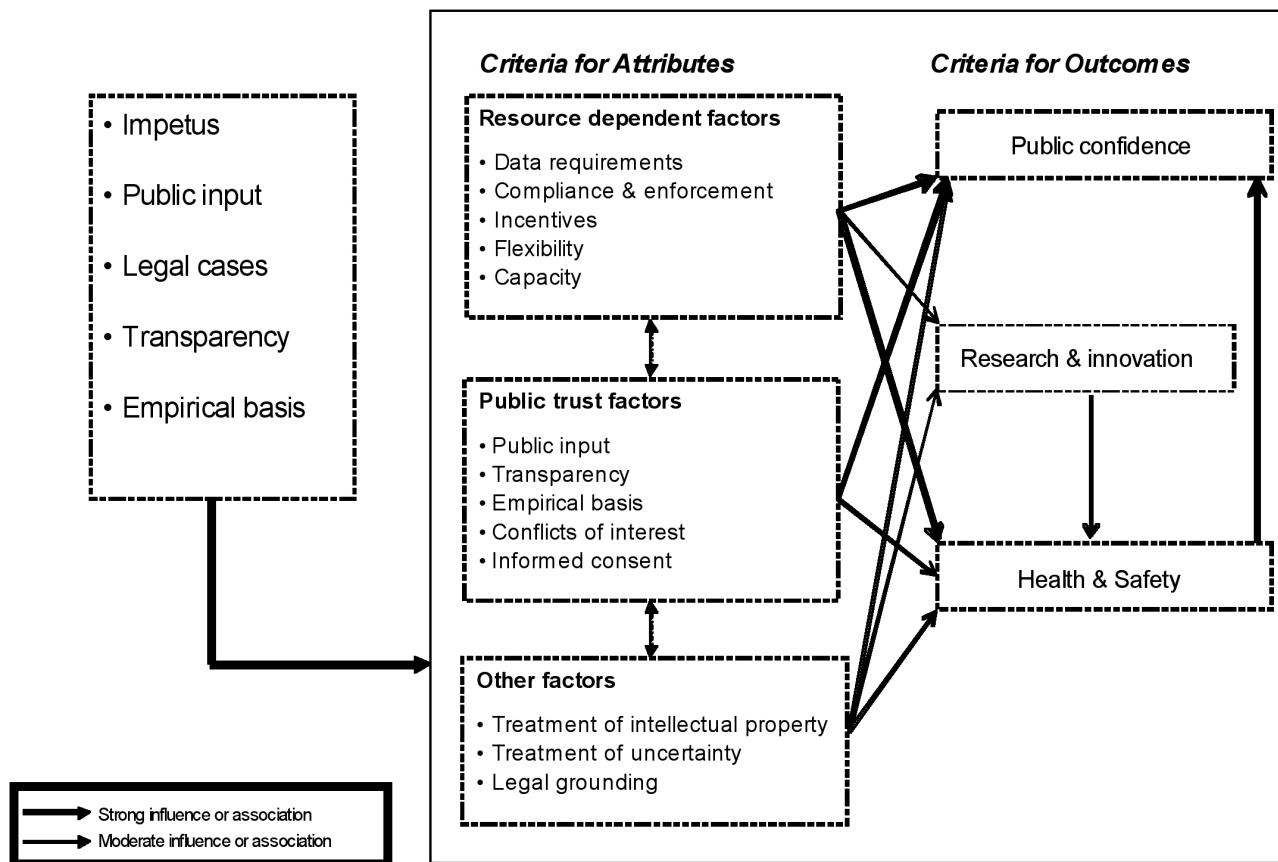 Criteria for Attributes
Criteria for Outcomes
• Impetus
• Public input
• Legal cases
• Transparency
• Empirical basis
Resource dependent factors
• Data requirements
• Compliance & enforcement
• Incentives
• Flexibility
• Capacity
Public trust factors
• Public input
• Transparency
• Empirical basis
• Conflicts of interest
• Informed consent
Other factors
• Treatment of intellectual property
• Treatment of uncertainty
• Legal grounding
Public confidence
Research & innovation
Health & Safety
Strong influence or association
Moderate influence or association